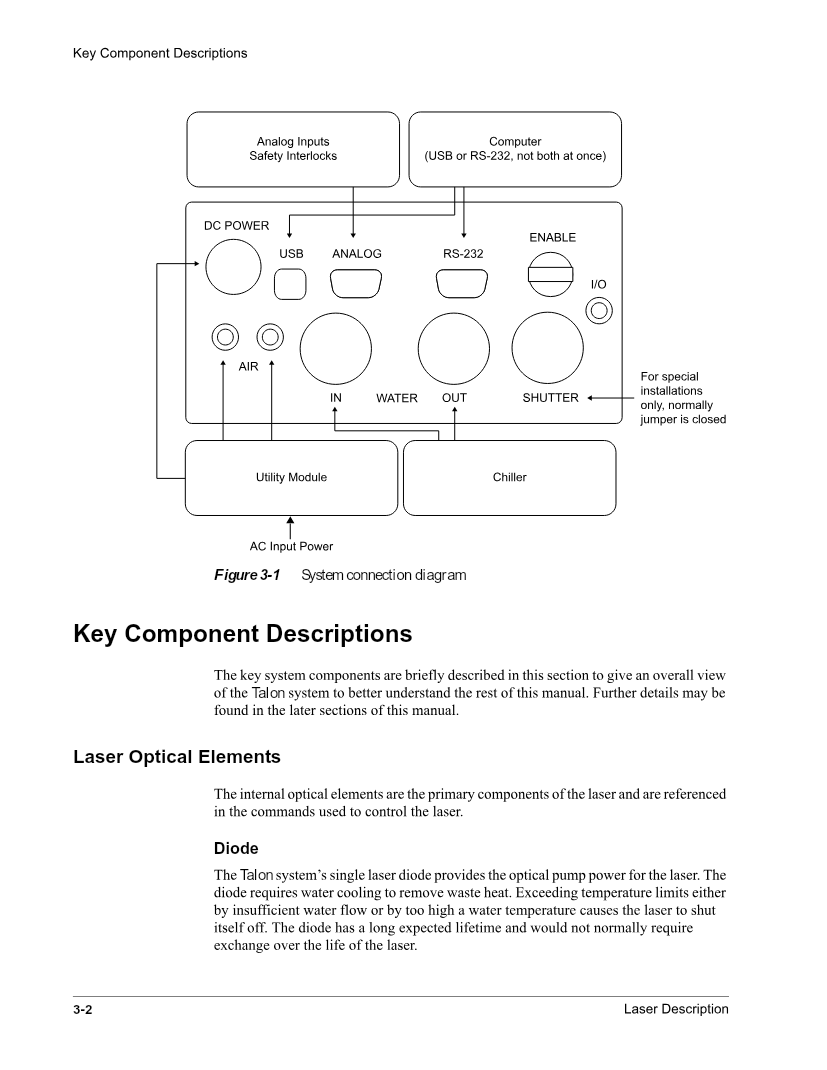 Key Component Descriptions
Analog Inputs
Safety Interlocks
Computer
(USB or RS-232, not both at once)
DC POWER
USB
ANALOG
RS-232
ENABLE
I/O
AIR
IN
WATER
OUT
SHUTTER
For special
installations
only, normally
jumper is closed
Utility Module
Chiller
AC Input Power
Figure 3-1 System connection diagram
Key Component Descriptions
The key system components are briefly described in this section to give an overall view
of the Talon system to better understand the rest of this manual. Further details may be
found in the later sections of this manual.
Laser Optical Elements
The internal optical elements are the primary components of the laser and are referenced
in the commands used to control the laser.
Diode
The Talon system’s single laser diode provides the optical pump power for the laser. The
diode requires water cooling to remove waste heat. Exceeding temperature limits either
by insufficient water flow or by too high a water temperature causes the laser to shut
itself off. The diode has a long expected lifetime and would not normally require
exchange over the life of the laser.
3-2 Laser Description